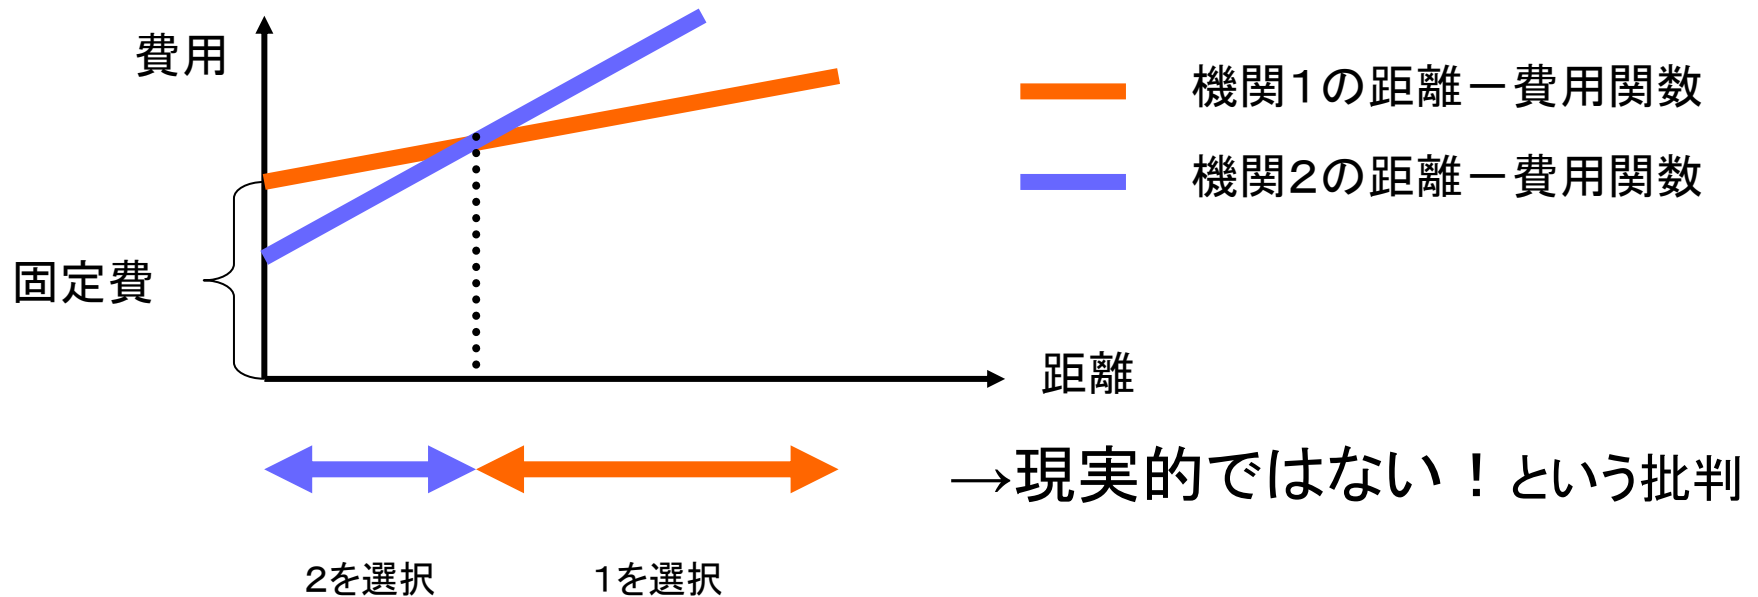 費用
機関1の距離－費用関数
機関2の距離－費用関数
固定費
距離
→現実的ではない！という批判
2を選択
1を選択